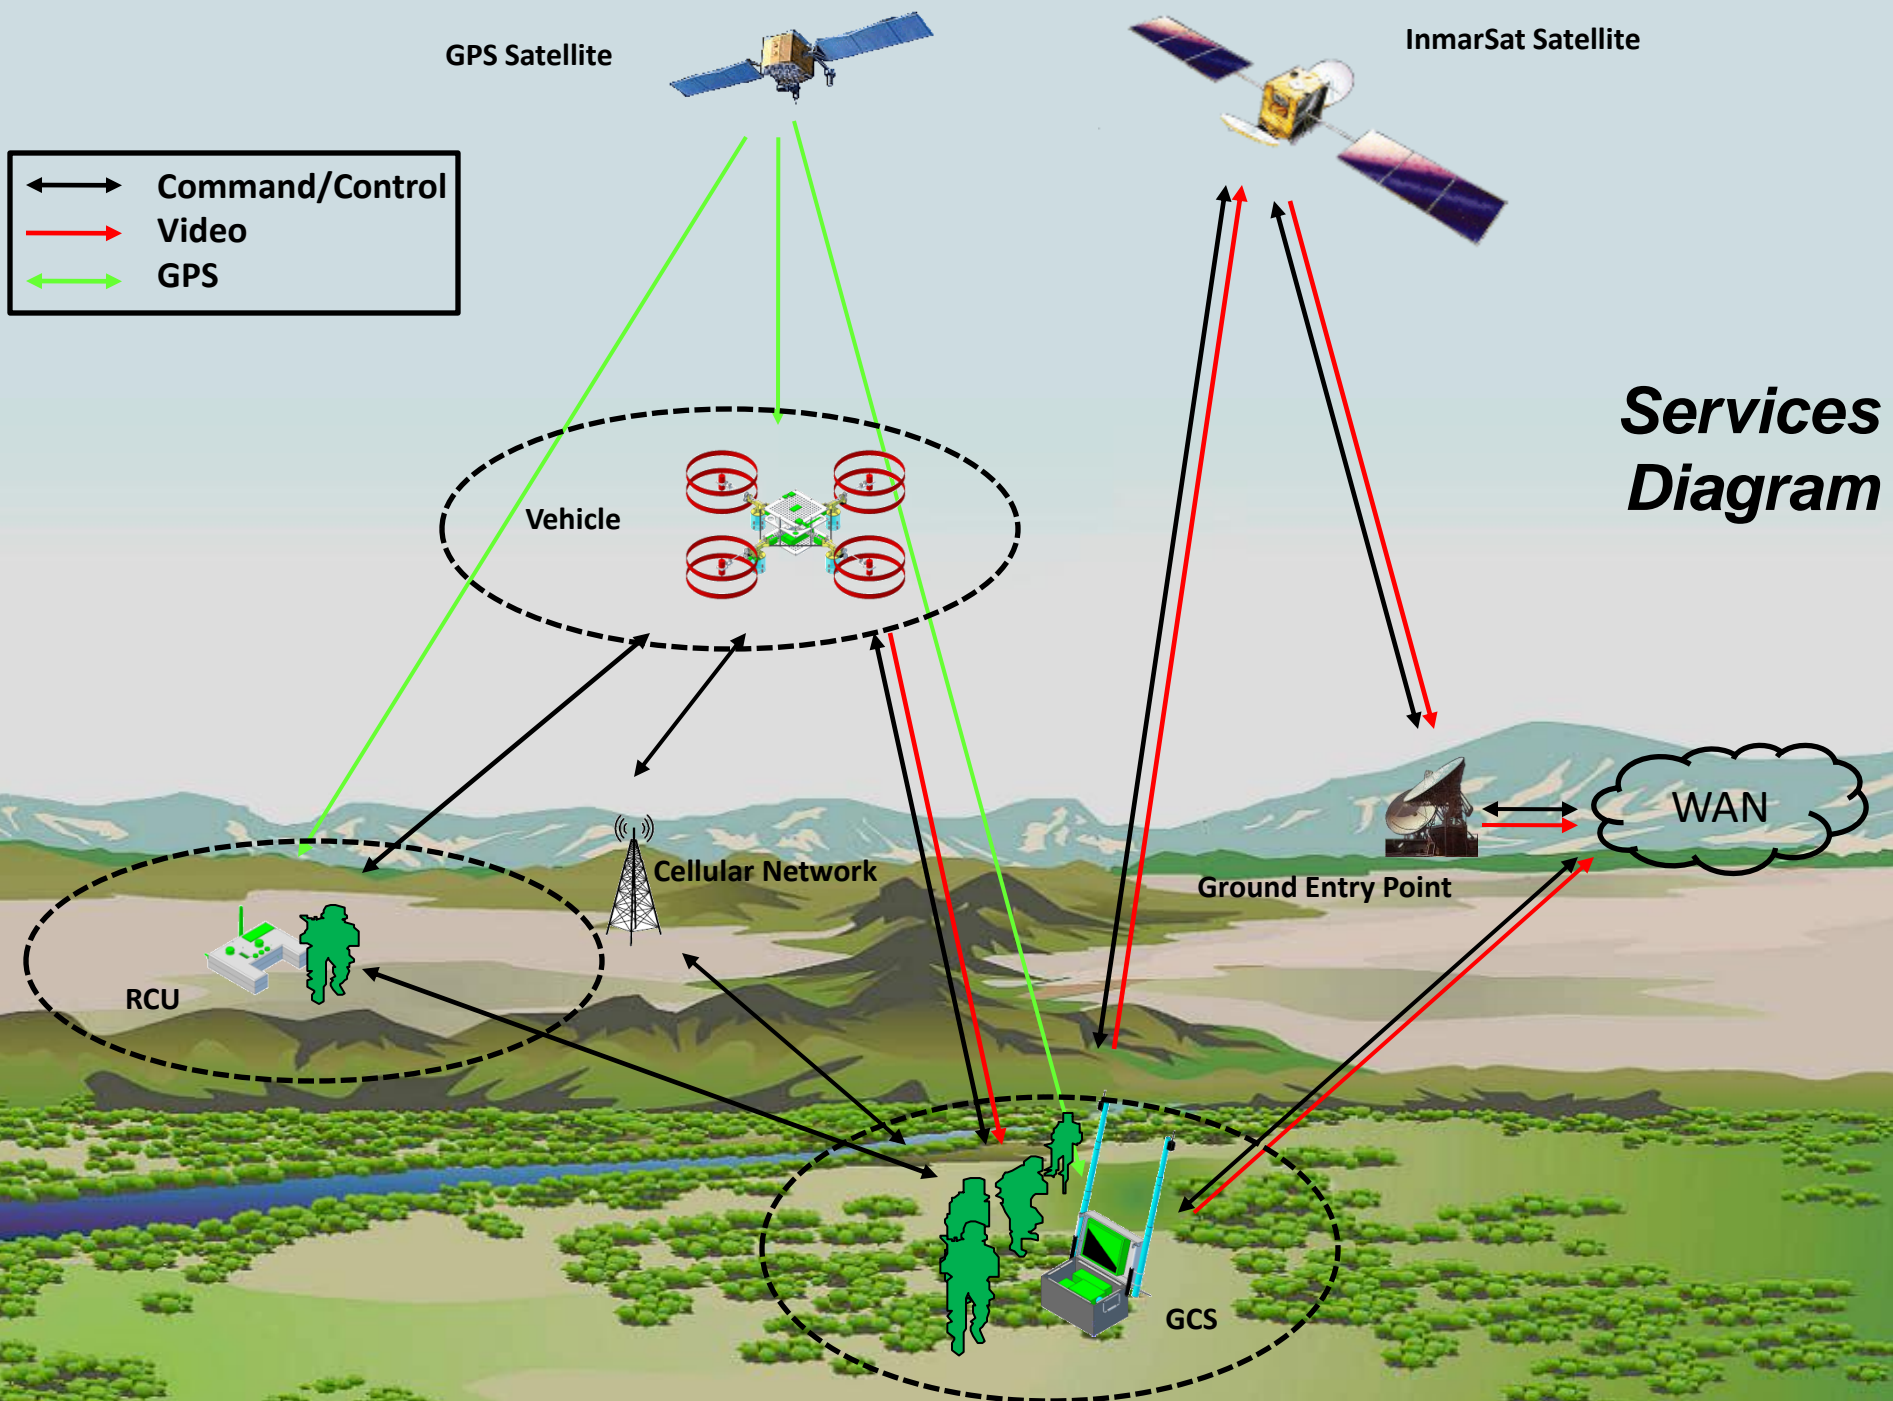 GPS Satellite
InmarSat Satellite
Command/Control
Video
GPS
Services
Diagram
Vehicle
WAN
Cellular Network
Ground Entry Point
RCU
GCS